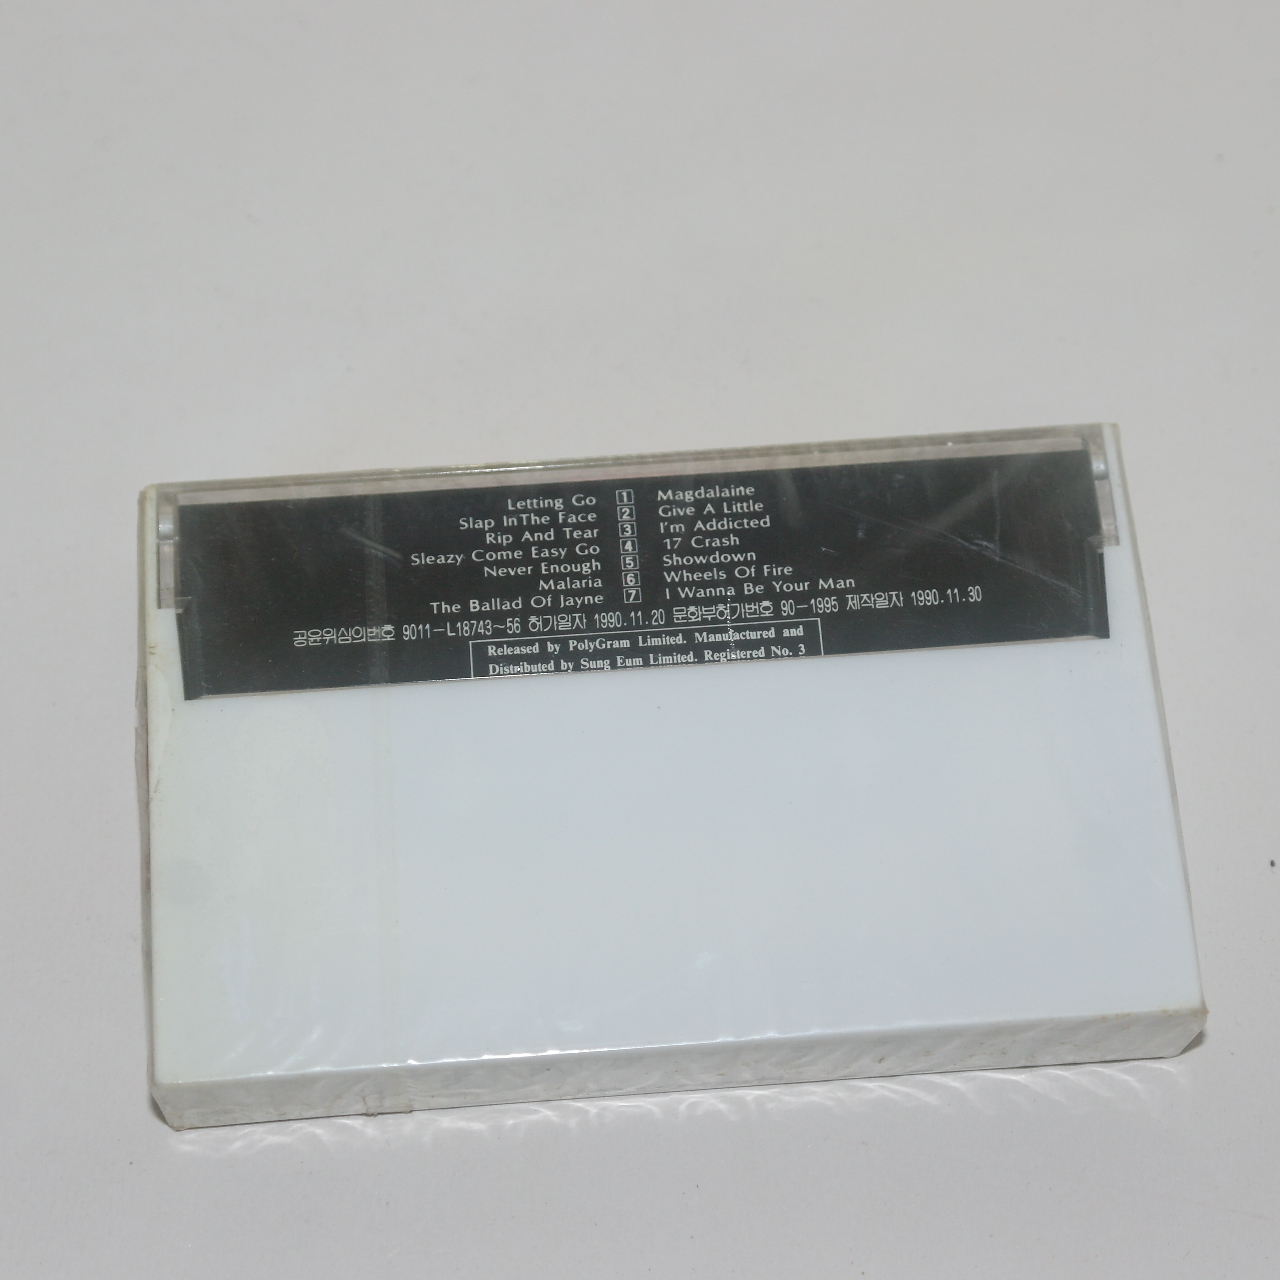 Letting Go 1 Magdalaine
Slap InThe Face 2 Give A Little
Rip And Tear 3 I'm Addicted
Sleazy Come Easy Go 4 17 Crash
Never Enough 5 Showdown
Malaria 6 Wheels Of Fire
The Ballad Of Jayne 7 I Wanna Be Your Man
공윤위심의번호 9011-L18743~56 허가일자 1990.11.20 문화부허가번호 90-1995 제작일자 1990.11.30
Released by PolyGram Limited. Manufactured and
Distributed by Sung Eum Limited. Registered No. 3